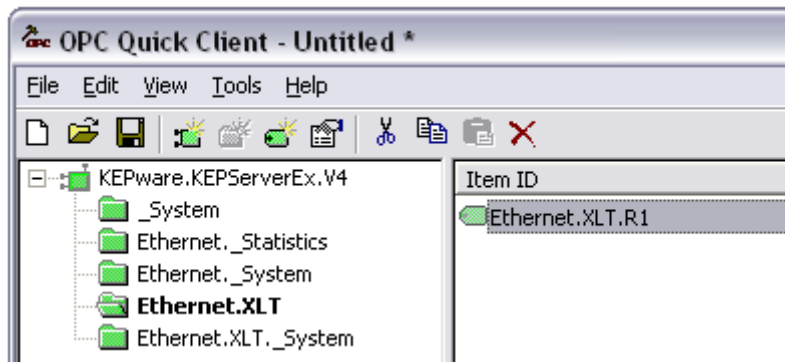 OPC Quick Client - Untitled *
File Edit View Tools Help
KEPware.KEPServerEx.V4
_System
Ethernet._Statistics
Ethernet._System
Ethernet.XLT
Ethernet.XLT._System
Item ID
Ethernet.XLT.R1